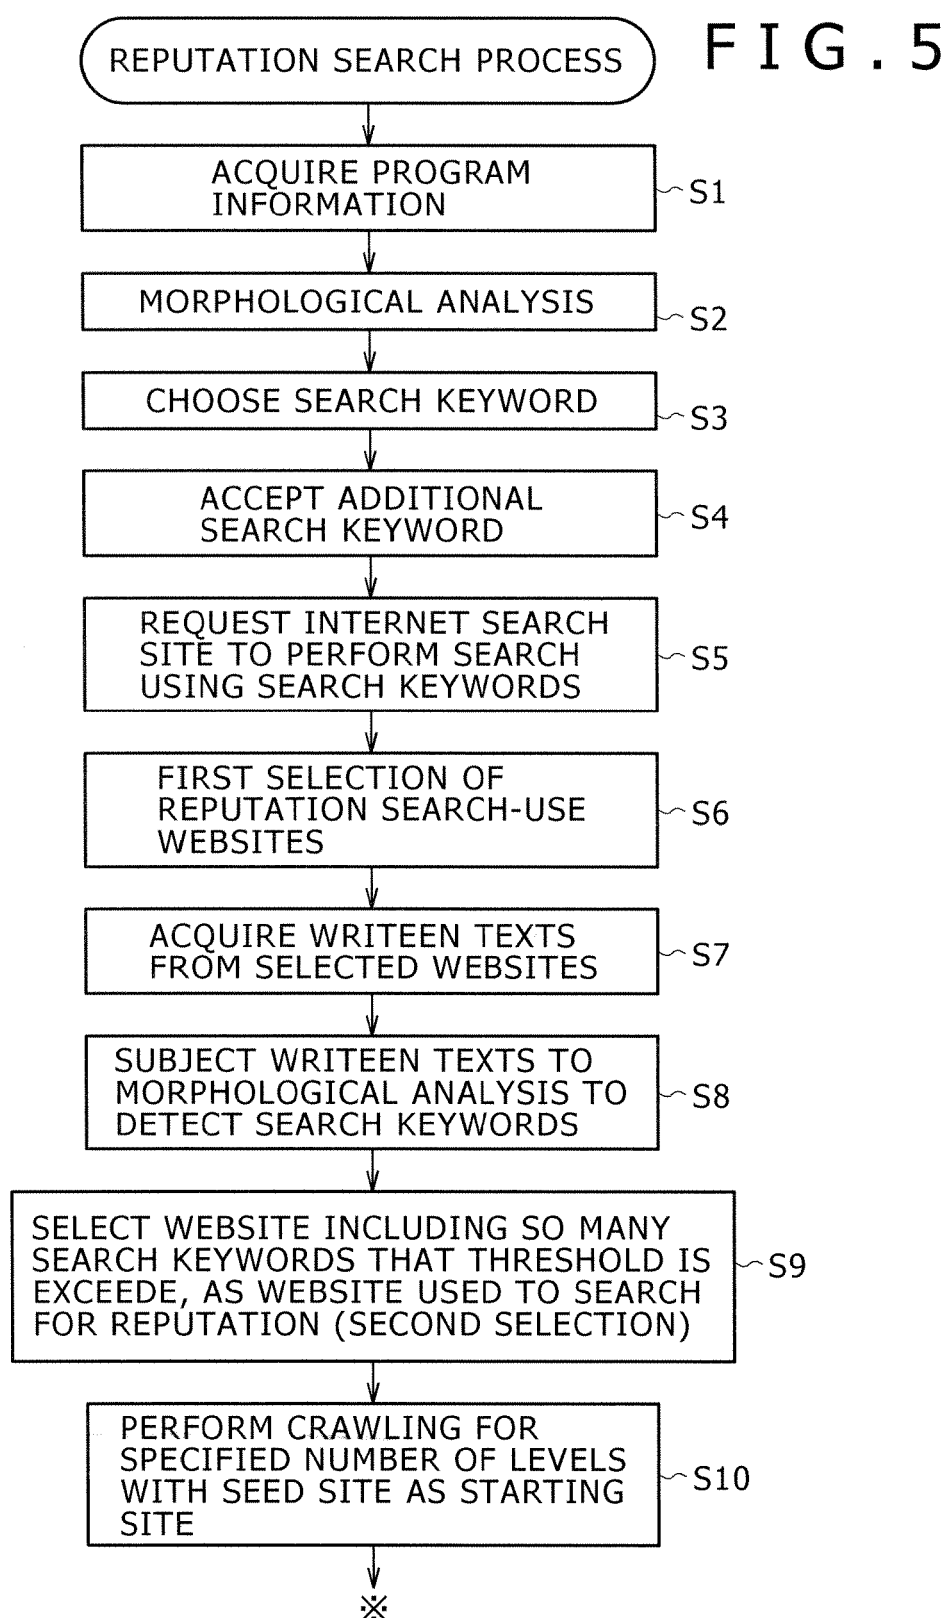 FIG.5
REPUTATION SEARCH PROCESS
ACQUIRE PROGRAM
INFORMATION
S1
MORPHOLOGICAL ANALYSIS
S2
CHOOSE SEARCH KEYWORD
S3
ACCEPT ADDITIONAL
SEARCH KEYWORD
S4
REQUEST INTERNET SEARCH
SITE TO PERFORM SEARCH
USING SEARCH KEYWORDS
S5
FIRST SELECTION OF
REPUTATION SEARCH-USE
WEBSITES
S6
ACQUIRE WRITEEN TEXTS
FROM SELECTED WEBSITES
S7
SUBJECT WRITEEN TEXTS TO
MORPHOLOGICAL ANALYSIS TO
DETECT SEARCH KEYWORDS
S8
SELECT WEBSITE INCLUDING SO MANY
SEARCH KEYWORDS THAT THRESHOLD IS
EXCEEDE, AS WEBSITE USED TO SEARCH
FOR REPUTATION (SECOND SELECTION)
S9
PERFORM CRAWLING FOR
SPECIFIED NUMBER OF LEVELS
WITH SEED SITE AS STARTING
SITE
S10
※